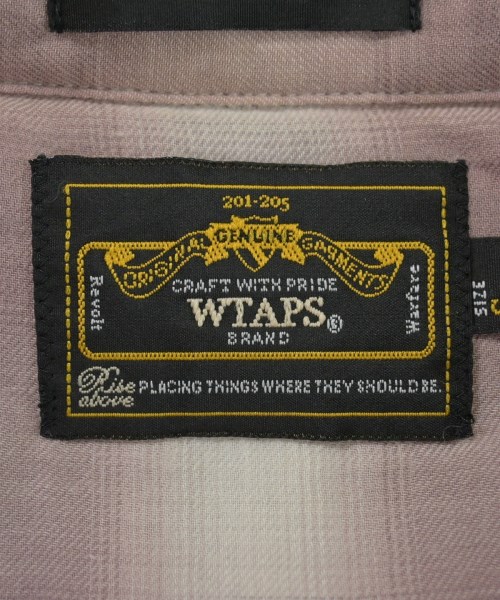 201-205
ORIGINAL GENUINE GARMENTS
CRAFT WITH PRIDE
WTAPS®
BRAND
Revolt
Warfare
Rise above
PLACING THINGS WHERE THEY SHOULD BE.
SIZE